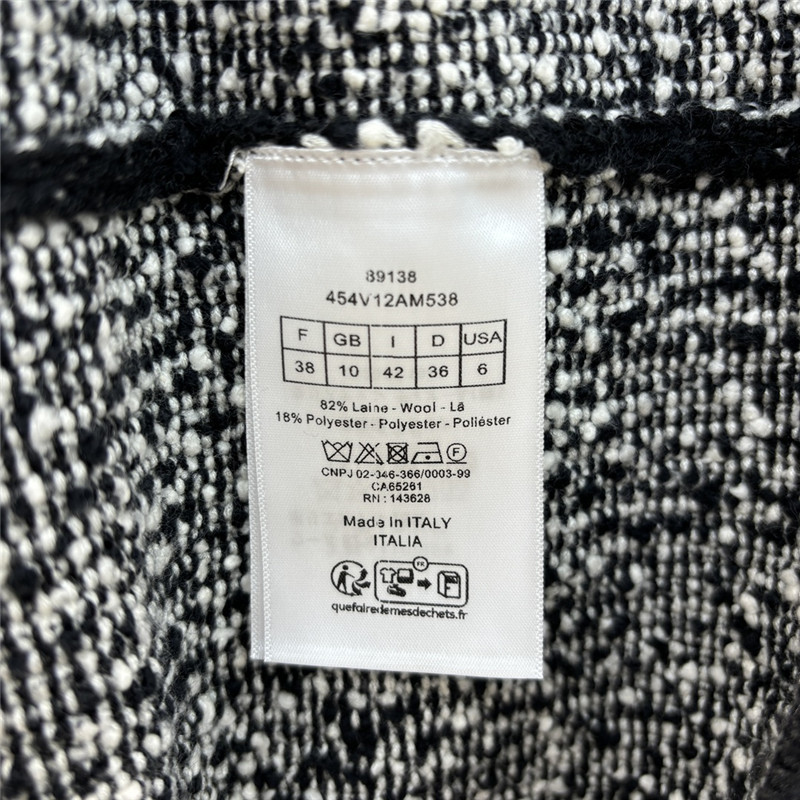 89138
454V12AM538
F GB I D USA
38 10 42 36 6
82% Laine - Wool - Lã
18% Polyester - Polyester - Poliéster
F
CNPJ 02-346-366/0003-99
CA65261
RN : 143628
Made In ITALY
ITALIA
FR
quefairedemesdechets.fr